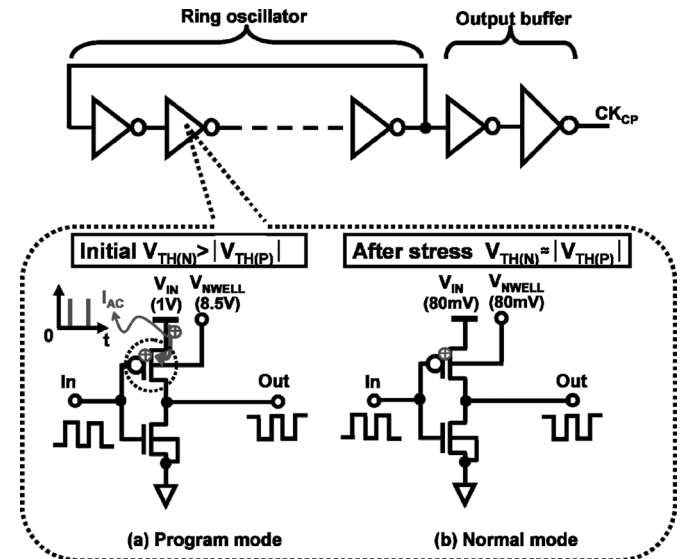 Ring oscillator
Output buffer
CK_CP
Initial V_TH(N)>|V_TH(P)|
After stress V_TH(N)≈|V_TH(P)|
V_IN
(1V)
V_NWELL
(8.5V)
I_AC
0
t
In
Out
V_IN
(80mV)
V_NWELL
(80mV)
In
Out
(a) Program mode
(b) Normal mode